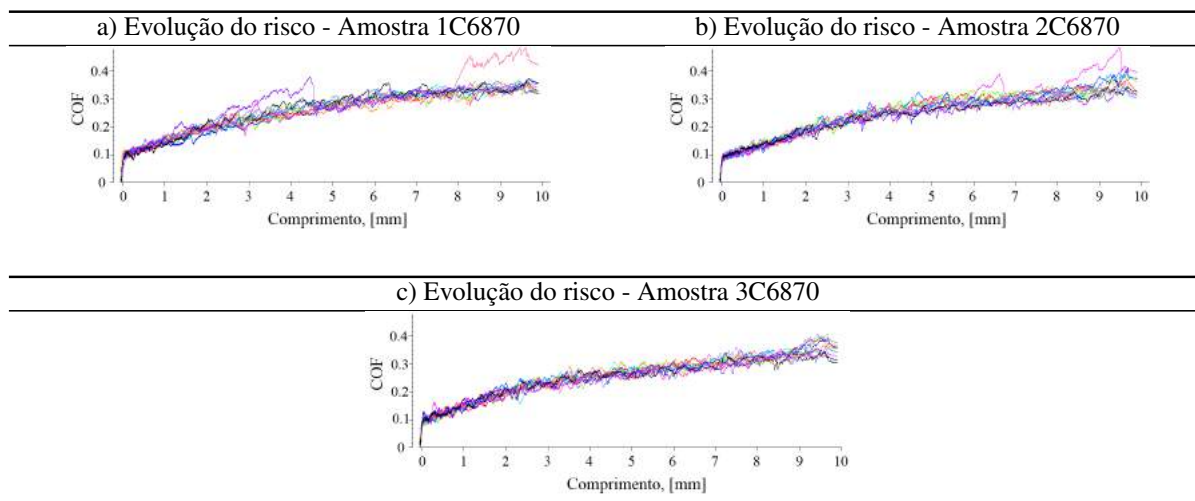 a) Evolução do risco - Amostra 1C6870
COF
0.4
0.3
0.2
0.1
0
0 1 2 3 4 5 6 7 8 9 10
Comprimento, [mm]
b) Evolução do risco - Amostra 2C6870
COF
0.4
0.3
0.2
0.1
0
0 1 2 3 4 5 6 7 8 9 10
Comprimento, [mm]
c) Evolução do risco - Amostra 3C6870
COF
0.4
0.3
0.2
0.1
0
0 1 2 3 4 5 6 7 8 9 10
Comprimento, [mm]